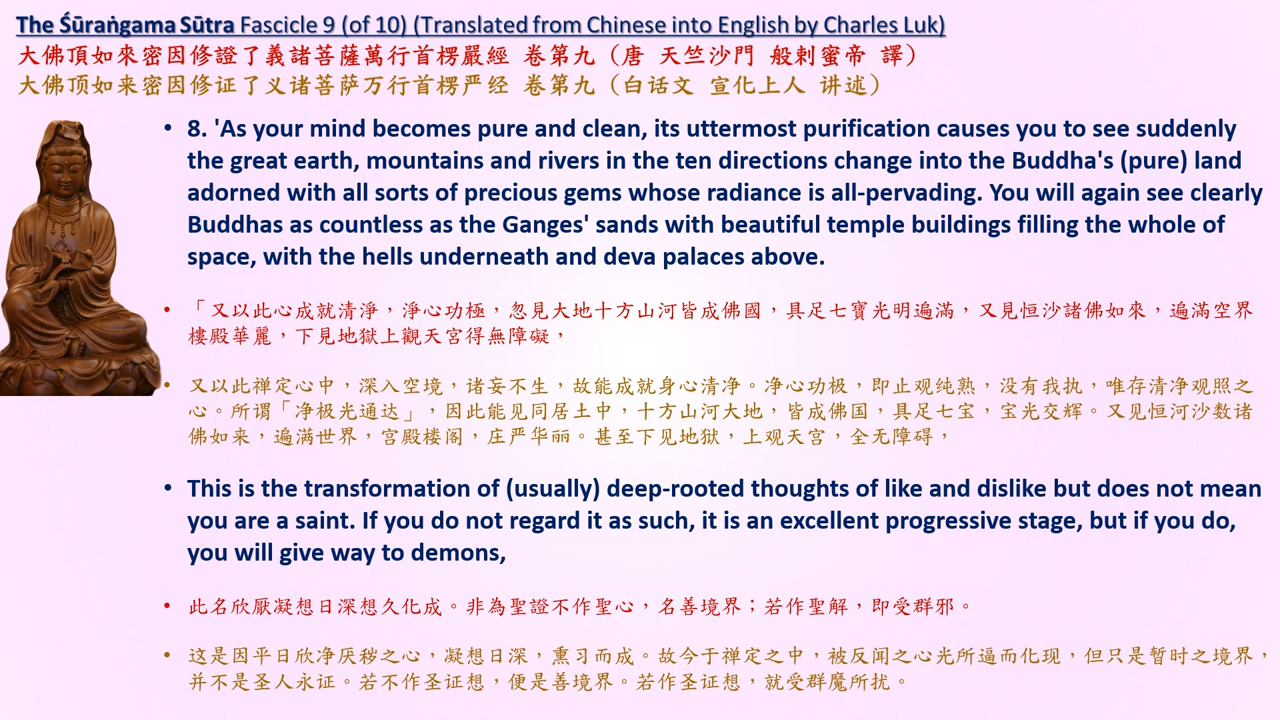 The Śūraṅgama Sūtra Fascicle 9 (of 10) (Translated from Chinese into English by Charles Luk)
大佛頂如來密因修證了義諸菩薩萬行首楞嚴經 卷第九（唐 天竺沙門 般剌蜜帝 譯）
大佛顶如来密因修证了义诸菩萨万行首楞严经 卷第九（白话文 宣化上人 讲述）
• 8. 'As your mind becomes pure and clean, its uttermost purification causes you to see suddenly
the great earth, mountains and rivers in the ten directions change into the Buddha's (pure) land
adorned with all sorts of precious gems whose radiance is all-pervading. You will again see clearly
Buddhas as countless as the Ganges' sands with beautiful temple buildings filling the whole of
space, with the hells underneath and deva palaces above.
• 「又以此心成就清淨，淨心功極，忽見大地十方山河皆成佛國，具足七寶光明遍滿，又見恒沙諸佛如來，遍滿空界
樓殿華麗，下見地獄上觀天宮得無障礙，
• 又以此禅定心中，深入空境，诸妄不生，故能成就身心清净。净心功极，即止观纯熟，没有我执，唯存清净观照之
心。所谓「净极光通达」，因此能见同居土中，十方山河大地，皆成佛国，具足七宝，宝光交辉。又见恒河沙数诸
佛如来，遍满世界，宫殿楼阁，庄严华丽。甚至下见地狱，上观天宫，全无障碍，
• This is the transformation of (usually) deep-rooted thoughts of like and dislike but does not mean
you are a saint. If you do not regard it as such, it is an excellent progressive stage, but if you do,
you will give way to demons,
• 此名欣厭凝想日深想久化成。非為聖證不作聖心，名善境界；若作聖解，即受群邪。
• 这是因平日欣净厌秽之心，凝想日深，熏习而成。故今于禅定之中，被反闻之心光所逼而化现，但只是暂时之境界，
并不是圣人永证。若不作圣证想，便是善境界。若作圣证想，就受群魔所扰。